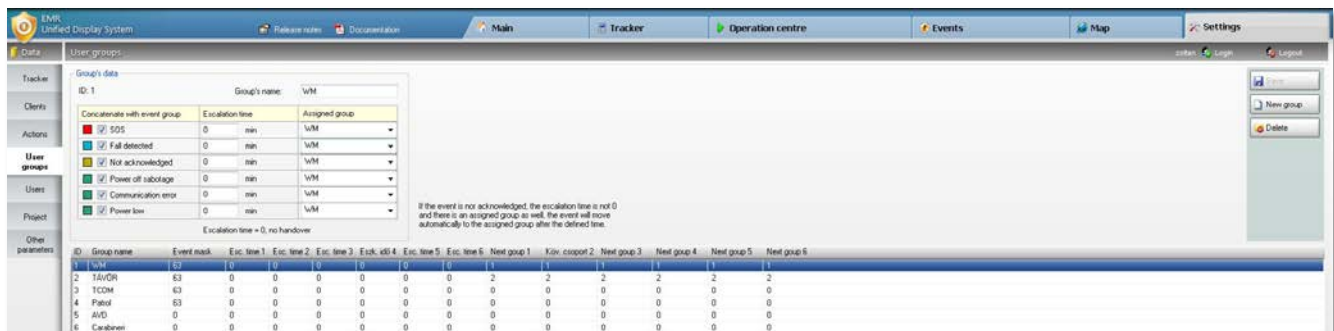 EMR
Unified Display System
Release notes
Documentation
Main
Tracker
Operation centre
Events
Map
Settings
Data
User groups
zoltan
Login
Logout
Tracker
Clients
Actions
User groups
Users
Project
Other parameters
Group's data
ID: 1
Group's name: WM
Concatenate with event group Escalation time Assigned group
SOS 0 min WM
Fall detected 0 min WM
Not acknowledged 0 min WM
Power off sabotage 0 min WM
Communication error 0 min WM
Power low 0 min WM
Escalation time = 0, no handover
If the event is nor acknowledged, the escalation time is not 0
and there is an assigned group as well, the event will move
automatically to the assigned group after the defined time.
Save
New group
Delete
ID Group name Event mask Esc. time 1 Esc. time 2 Esc. time 3 Eszk. idő 4 Esc. time 5 Esc. time 6 Next goup 1 Köv. csoport 2 Next goup 3 Next goup 4 Next goup 5 Next goup 6
1 WM 63 0 0 0 0 0 0 1 1 1 1 1 1
2 TÁVŐR 63 0 0 0 0 0 0 2 2 2 2 2 2
3 TCOM 63 0 0 0 0 0 0 0 0 0 0 0 0
4 Patrol 63 0 0 0 0 0 0 0 0 0 0 0 0
5 AVD 0 0 0 0 0 0 0 0 0 0 0 0 0
6 Carabineri 0 0 0 0 0 0 0 0 0 0 0 0 0